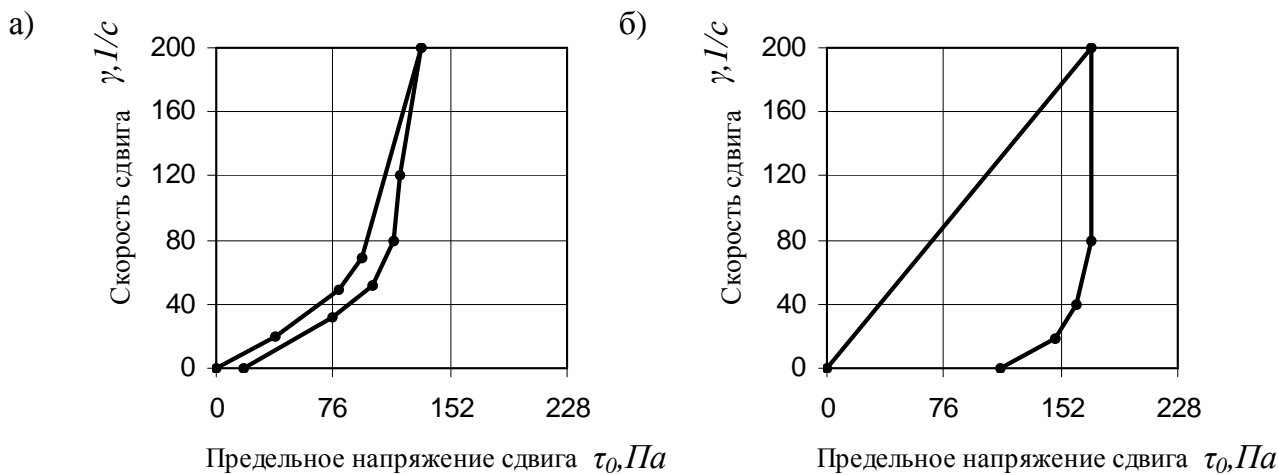 а)
γ,1/c
Скорость сдвига
200
160
120
80
40
0
0 76 152 228
Предельное напряжение сдвига τ0,Па
б)
γ,1/c
Скорость сдвига
200
160
120
80
40
0
0 76 152 228
Предельное напряжение сдвига τ0,Па